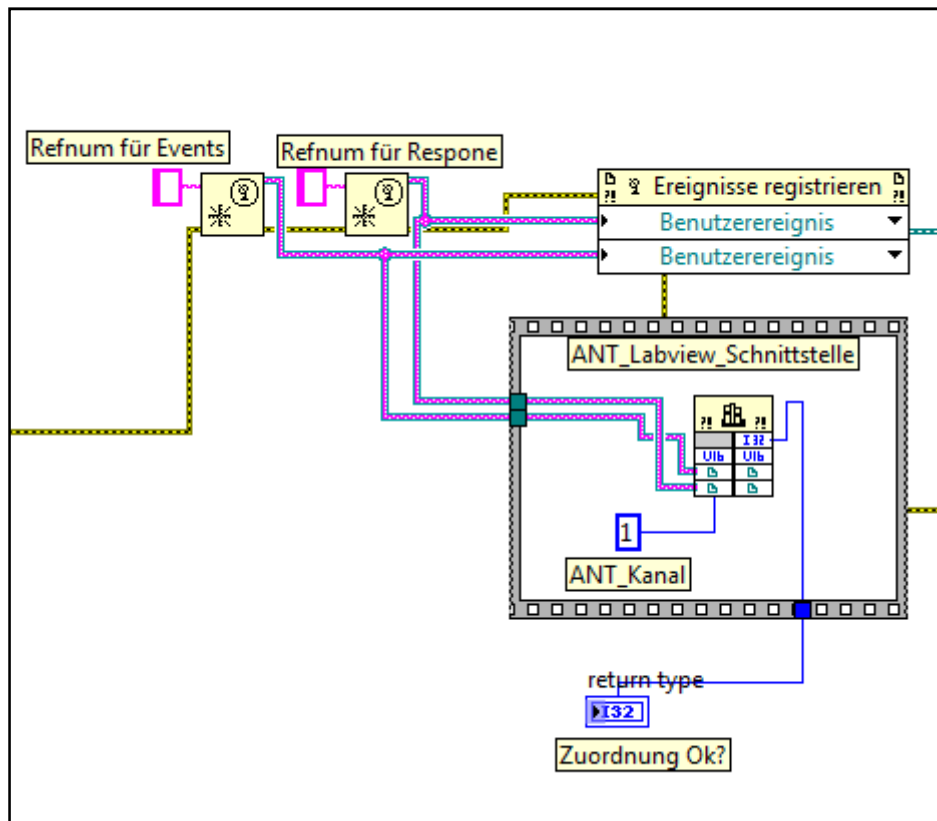 Refnum für Events
Refnum für Respone
?! Ereignisse registrieren ?!
Benutzerereignis
Benutzerereignis
ANT_Labview_Schnittstelle
?! ?!
I32
U16 U16
1
ANT_Kanal
return type
I32
Zuordnung Ok?